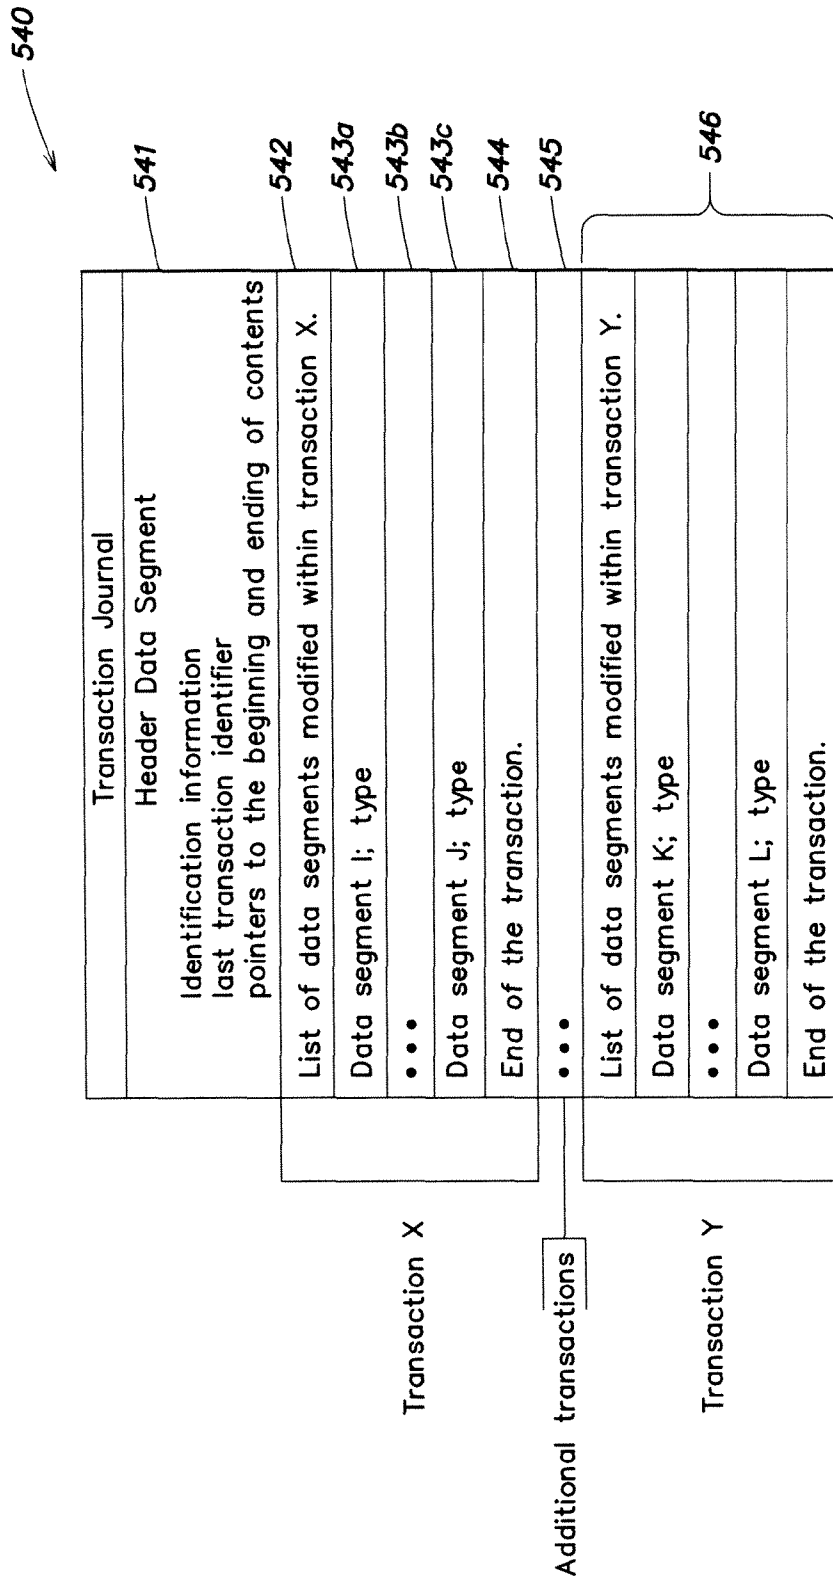 540
Transaction Journal
Header Data Segment
541
Identification information
last transaction identifier
pointers to the beginning and ending of contents
Transaction X
List of data segments modified within transaction X.
542
Data segment I; type
543a
•••
543b
Data segment J; type
543c
End of the transaction.
544
Additional transactions
•••
545
Transaction Y
List of data segments modified within transaction Y.
546
Data segment K; type
•••
Data segment L; type
End of the transaction.